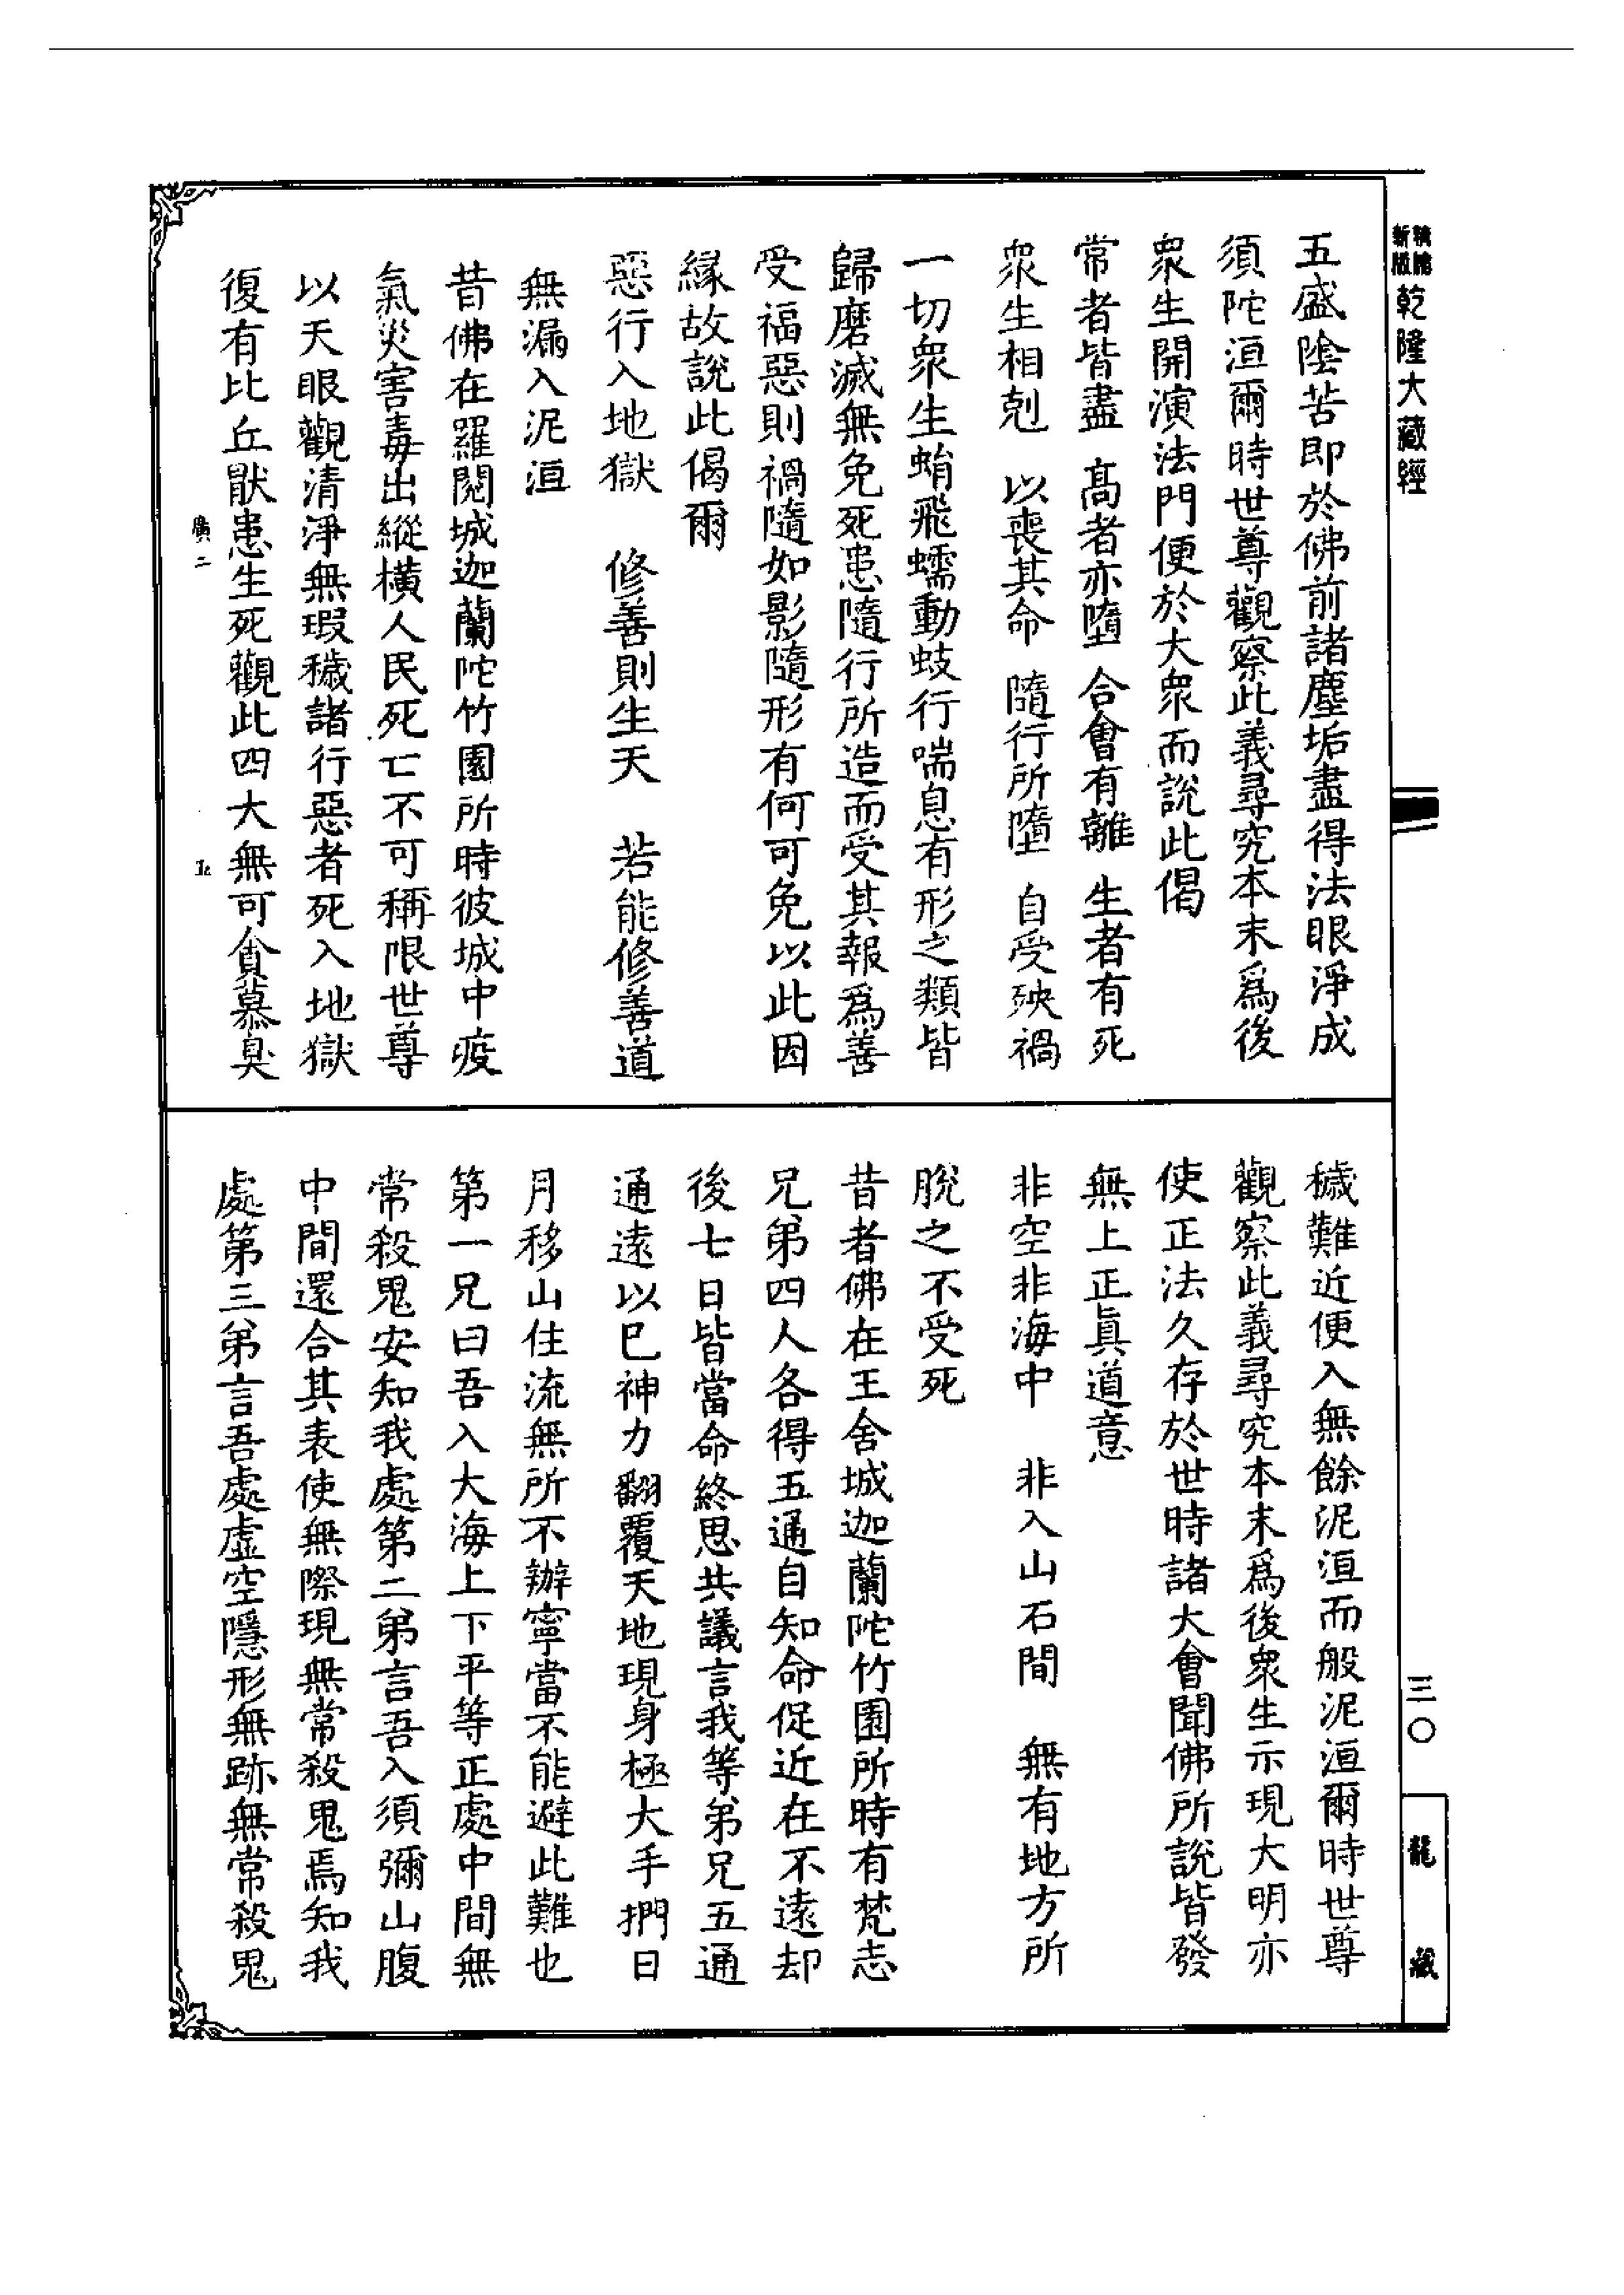 新版
乾隆大藏經
五盛陰苦即於佛前諸塵垢盡得法眼淨成
須陀洹爾時世尊觀察此義尋究本末爲後
衆生開演法門便於大衆而說此偈
常者皆盡 髙者亦墮 合會有離 生者有死
衆生相剋 以喪其命 隨行所墮 自受殃禍
一切衆生蛸飛蠕動蚑行喘息有形之類皆
歸磨滅無免死患隨行所造而受其報爲善
受福惡則禍隨如影隨形有何可免以此因
緣故說此偈爾
惡行入地獄 修善則生天 若能修善道
無漏入泥洹
昔佛在羅閱城迦蘭陀竹園所時彼城中疫
氣災害毒出縱橫人民死亡不可稱限世尊
以天眼觀清淨無瑕穢諸行惡者死入地獄
復有比丘猒患生死觀此四大無可貪慕臭
廣二
五
穢難近便入無餘泥洹而般泥洹爾時世尊
觀察此義尋究本末爲後衆生示現大明亦
使正法久存於世時諸大會聞佛所說皆發
無上正眞道意
非空非海中 非入山石間 無有地方所
脫之不受死
昔者佛在王舍城迦蘭陀竹園所時有梵志
兄弟四人各得五通自知命促近在不遠却
後七日皆當命終思共議言我等弟兄五通
通遠以巳神力翻覆天地現身極大手捫日
月移山住流無所不辦寧當不能避此難也
第一兄曰吾入大海上下平等正處中間無
常殺鬼安知我處第二弟言吾入須彌山腹
中間還合其表使無際現無常殺鬼焉知我
處第三弟言吾處虛空隱形無跡無常殺鬼
三〇
龍藏